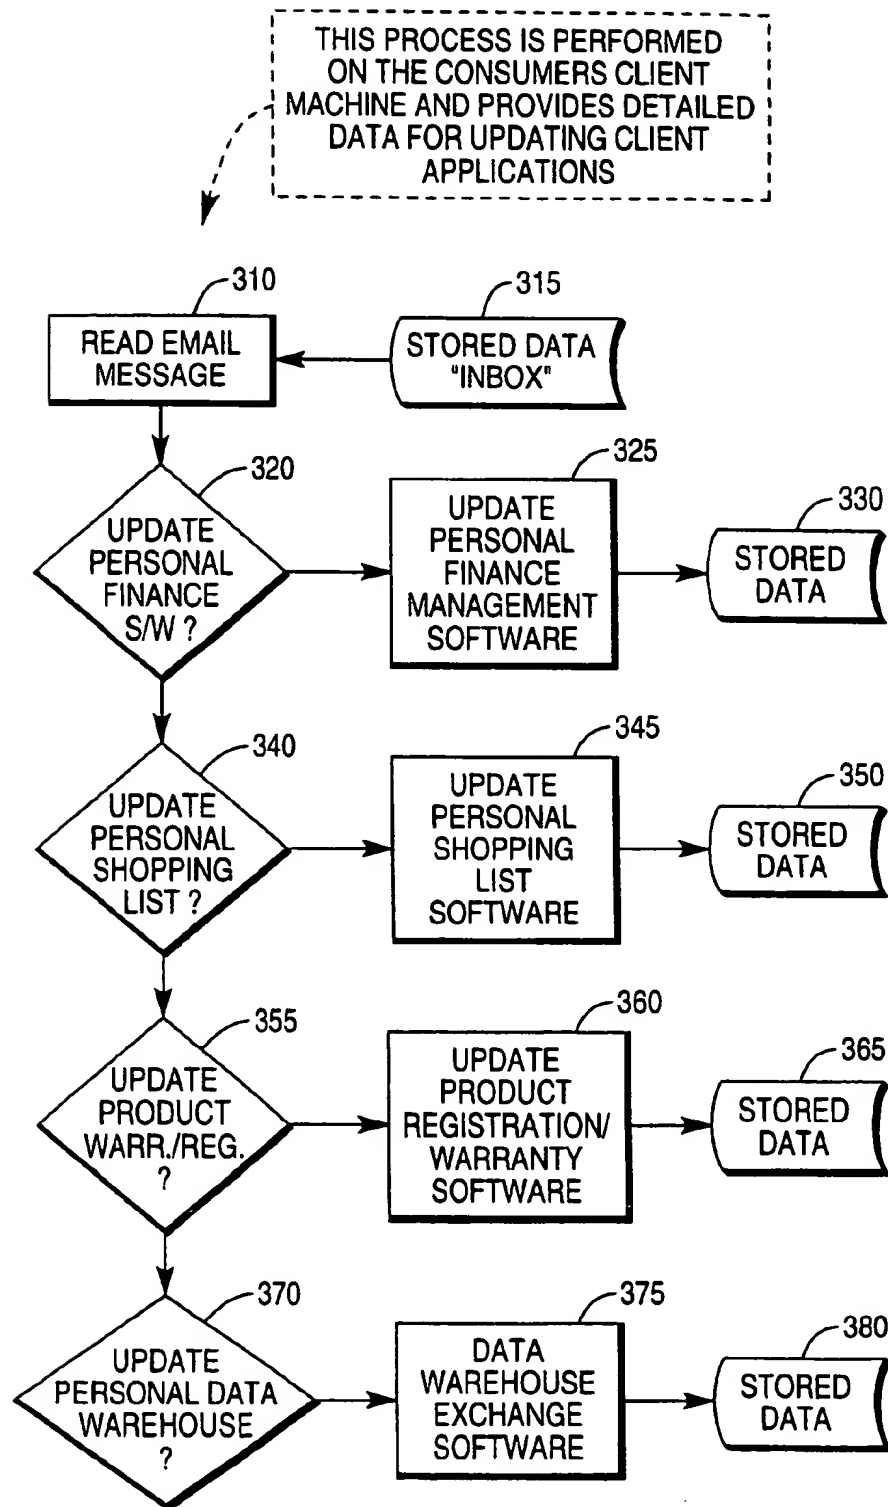 THIS PROCESS IS PERFORMED
ON THE CONSUMERS CLIENT
MACHINE AND PROVIDES DETAILED
DATA FOR UPDATING CLIENT
APPLICATIONS
310
READ EMAIL
MESSAGE
315
STORED DATA
"INBOX"
320
UPDATE
PERSONAL
FINANCE
S/W ?
325
UPDATE
PERSONAL
FINANCE
MANAGEMENT
SOFTWARE
330
STORED
DATA
340
UPDATE
PERSONAL
SHOPPING
LIST ?
345
UPDATE
PERSONAL
SHOPPING
LIST
SOFTWARE
350
STORED
DATA
355
UPDATE
PRODUCT
WARR./REG.
?
360
UPDATE
PRODUCT
REGISTRATION/
WARRANTY
SOFTWARE
365
STORED
DATA
370
UPDATE
PERSONAL DATA
WAREHOUSE
?
375
DATA
WAREHOUSE
EXCHANGE
SOFTWARE
380
STORED
DATA